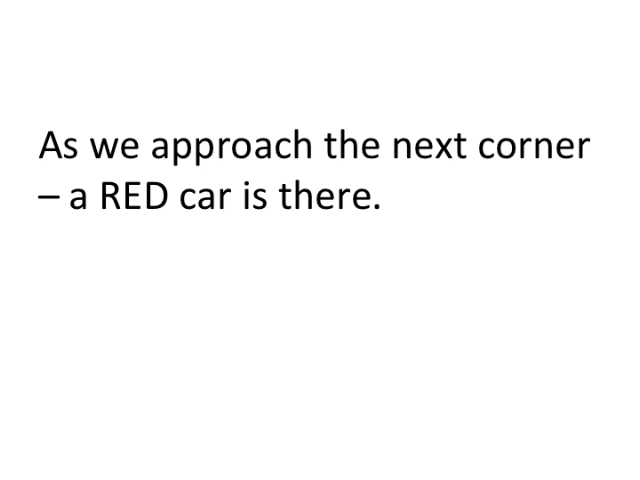 As we approach the next corner
– a RED car is there.